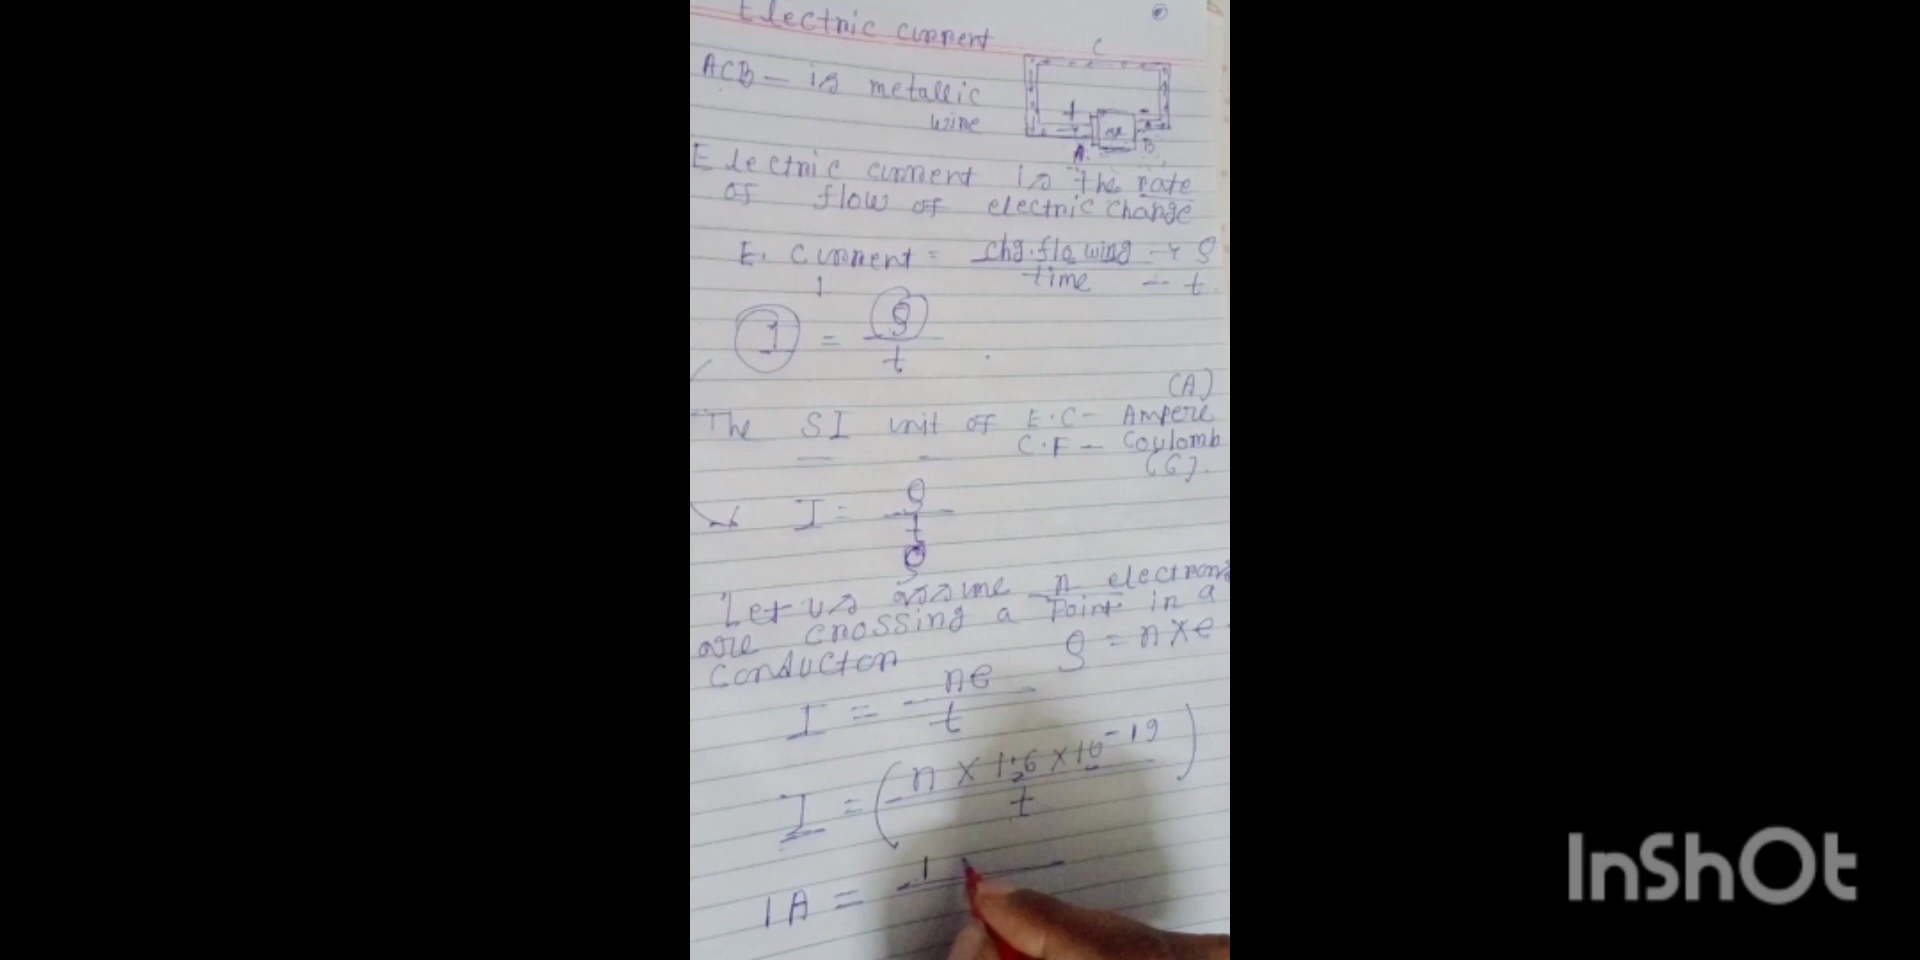 Electric current
C
ACB - is metallic
wire
+
A.
B
Electric current is the rate
of flow of electric charge
E. Current = chg. flowing → Q
time - t
I
I = Q
t
(A)
The SI unit of E.C - Ampere
C.F - Coulomb
(C).
→ I = Q
t
Q
Let us assume n electrons
are crossing a point in a
conductor
Q = n×e
I = ne
t
I = (n × 1.6 × 10⁻¹⁹)
t
1A = 1
InShOt